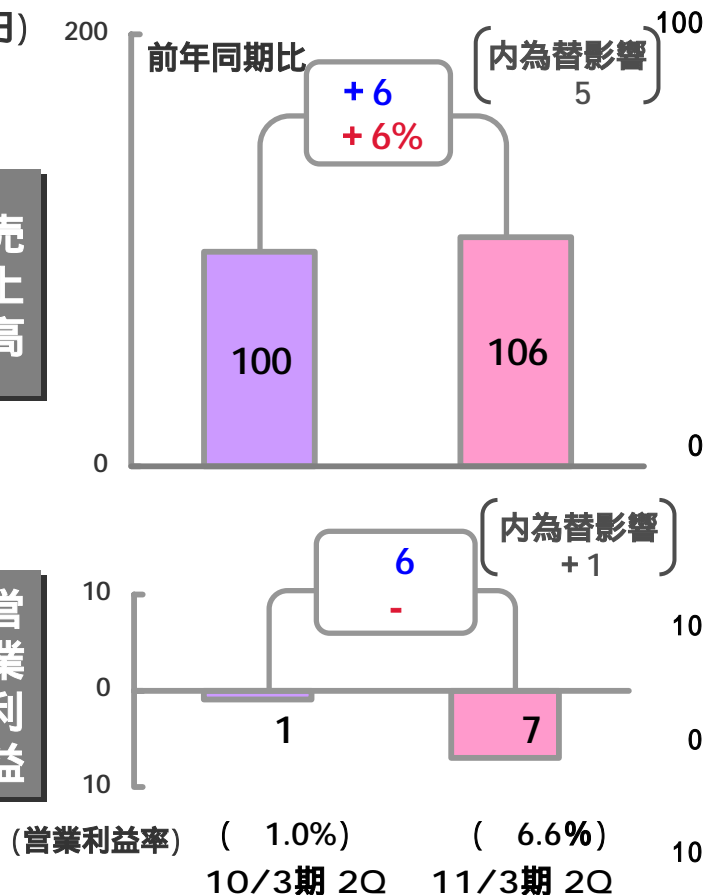 日)
200
前年同期比
+ 6
+ 6%
内為替影響
5
100
売上高
100
106
0
0
内為替影響
+ 1
6
-
営業利益
10
10
0
1
7
0
10
(営業利益率)
( 1.0%)
( 6.6%)
10
10/3期 2Q
11/3期 2Q